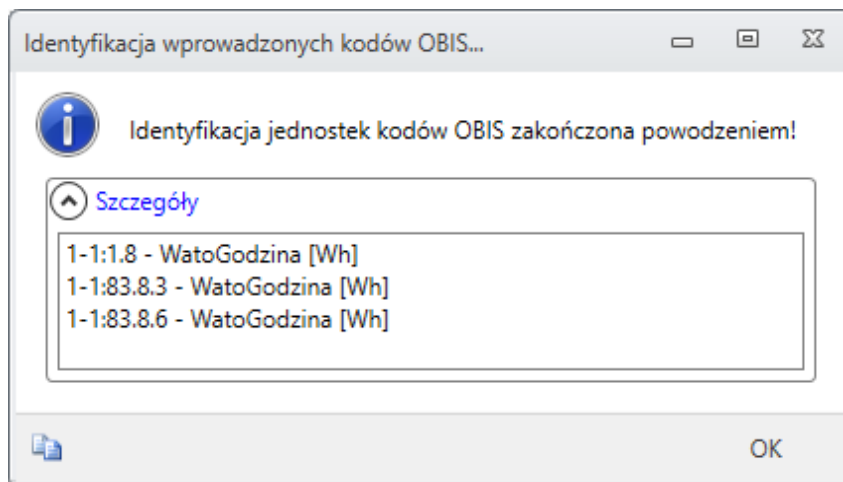 Identyfikacja wprowadzonych kodów OBIS...
Identyfikacja jednostek kodów OBIS zakończona powodzeniem!
Szczegóły
1-1:1.8 - WatoGodzina [Wh]
1-1:83.8.3 - WatoGodzina [Wh]
1-1:83.8.6 - WatoGodzina [Wh]
OK